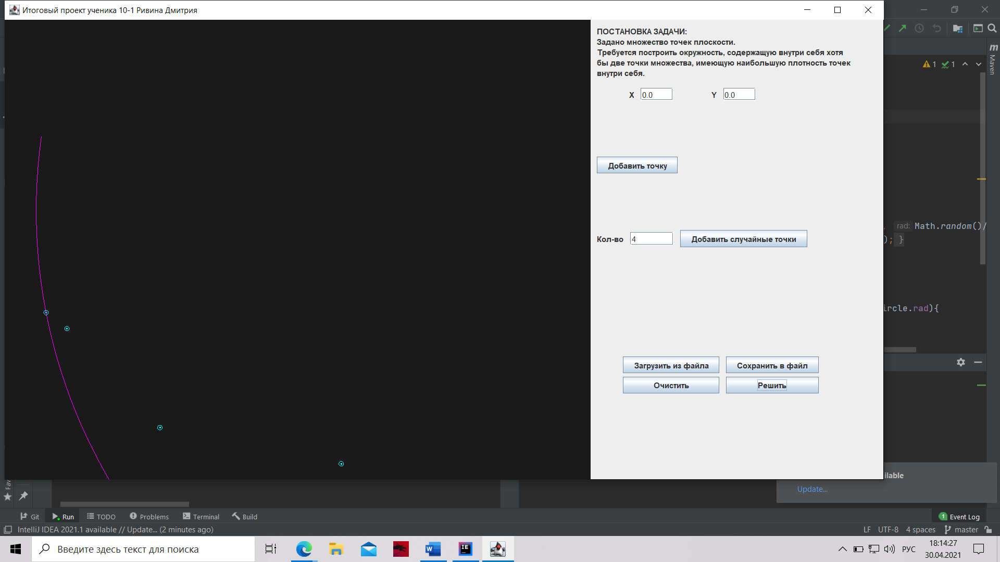 Итоговый проект ученика 10-1 Ривина Дмитрия
ПОСТАНОВКА ЗАДАЧИ:
Задано множество точек плоскости.
Требуется построить окружность, содержащую внутри себя хотя
бы две точки множества, имеющую наибольшую плотность точек
внутри себя.
X 0.0 Y 0.0
Добавить точку
Кол-во 4 Добавить случайные точки
Загрузить из файла Сохранить в файл
Очистить Решить
1 1
Maven
, rad: Math.random()/
); }
ircle.rad){
ilable
Update...
Fav
Git Run TODO Problems Terminal Build
1 Event Log
IntelliJ IDEA 2021.1 available // Update... (2 minutes ago)
LF UTF-8 4 spaces master
Введите здесь текст для поиска
РУС
18:14:27
30.04.2021